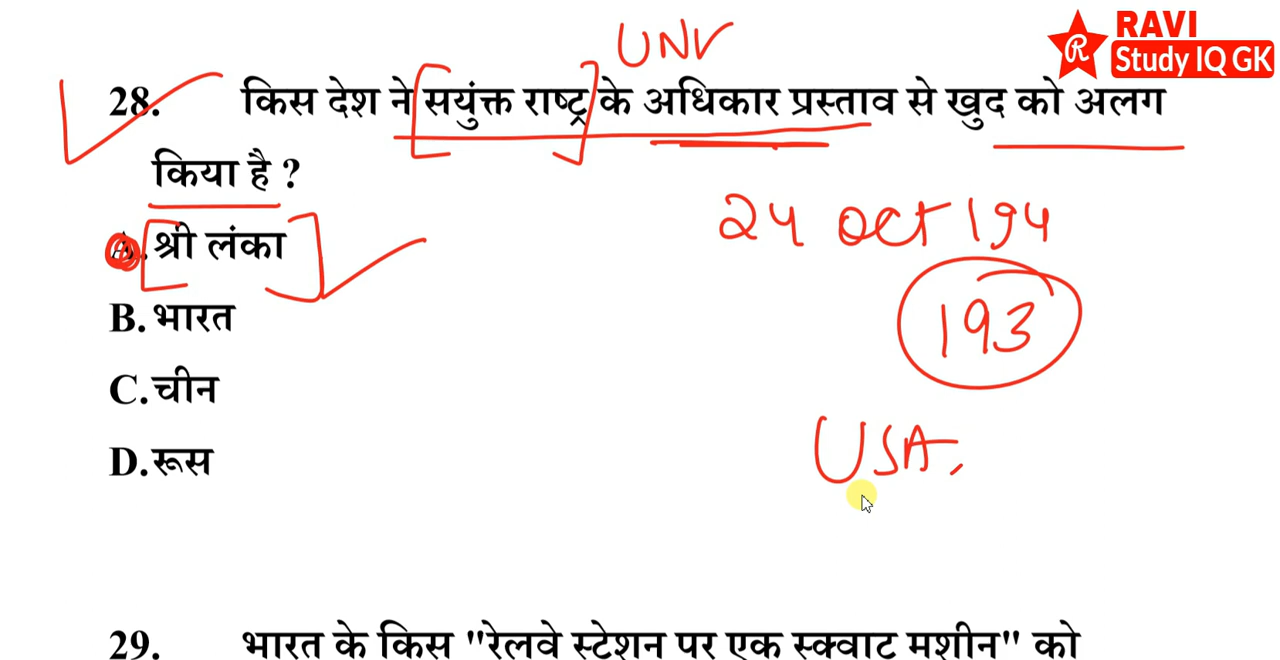 RAVI
Study IQ GK
UNV
28. किस देश ने सयुंक्त राष्ट्र के अधिकार प्रस्ताव से खुद को अलग
किया है ?
24 OCT 194
A. श्री लंका
B. भारत
193
C. चीन
USA,
D. रूस
29. भारत के किस "रेलवे स्टेशन पर एक स्क्वाट मशीन" को